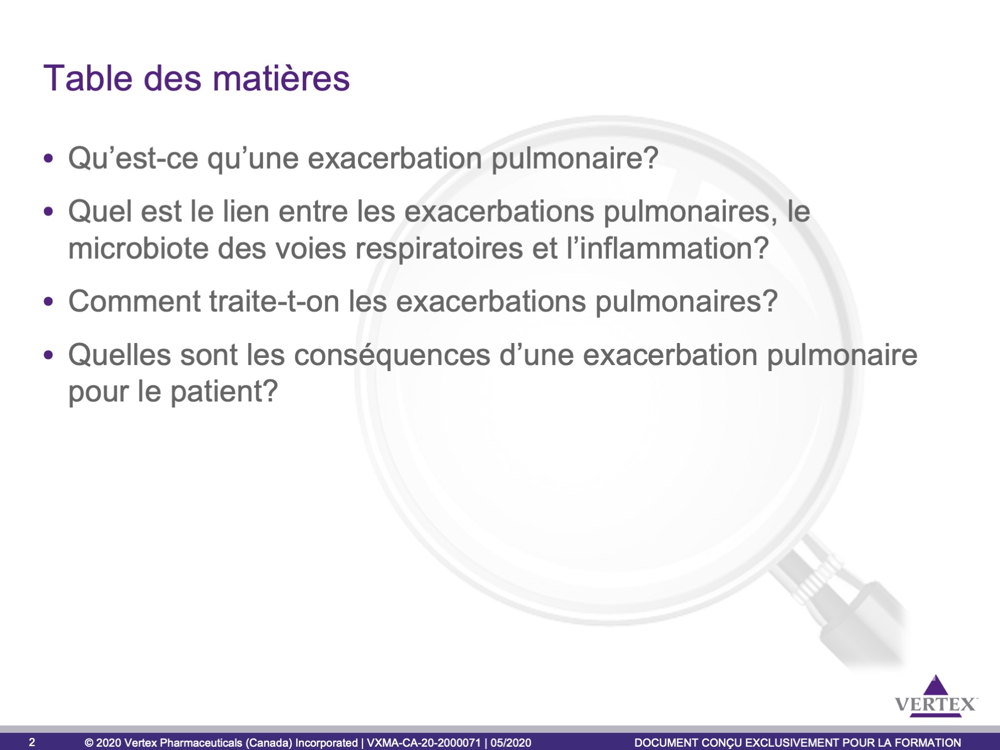 Table des matières
• Qu’est-ce qu’une exacerbation pulmonaire?
• Quel est le lien entre les exacerbations pulmonaires, le
microbiote des voies respiratoires et l’inflammation?
• Comment traite-t-on les exacerbations pulmonaires?
• Quelles sont les conséquences d’une exacerbation pulmonaire
pour le patient?
VERTEX™
2 © 2020 Vertex Pharmaceuticals (Canada) Incorporated | VXMA-CA-20-2000071 | 05/2020 DOCUMENT CONÇU EXCLUSIVEMENT POUR LA FORMATION